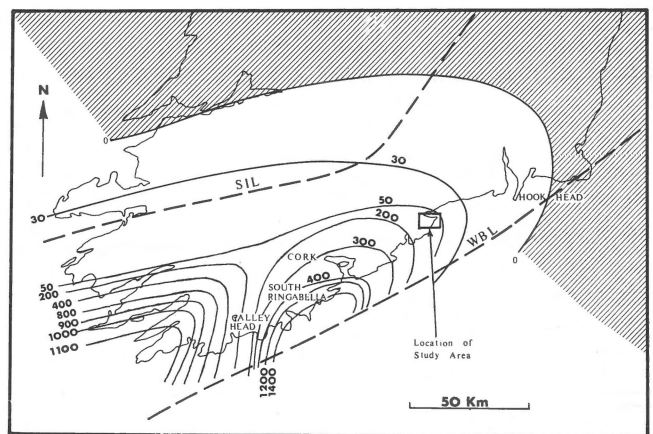 N
0
30
SIL
30
50
200
HOOK HEAD
WBL
7
CORK
300
0
SOUTH
RINGABELLA
400
50
200
400
800
900
1000
1100
GALLEY
HEAD
1200
1400
Location of
Study Area
50 Km